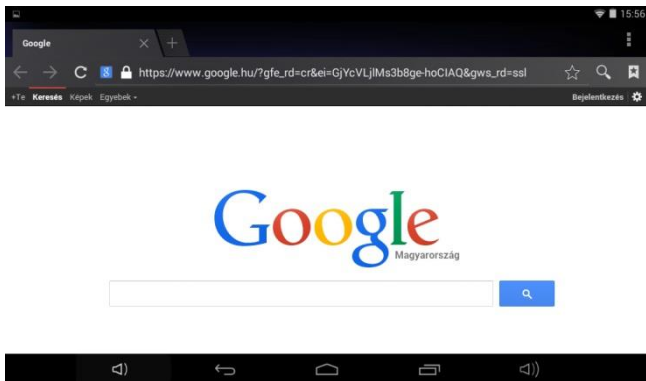 15:56
Google
https://www.google.hu/?gfe_rd=cr&ei=GjYcVLjlMs3b8ge-hoCIAQ&gws_rd=ssl
+Te Keresés Képek Egyebek Bejelentkezés
Google
Magyarország